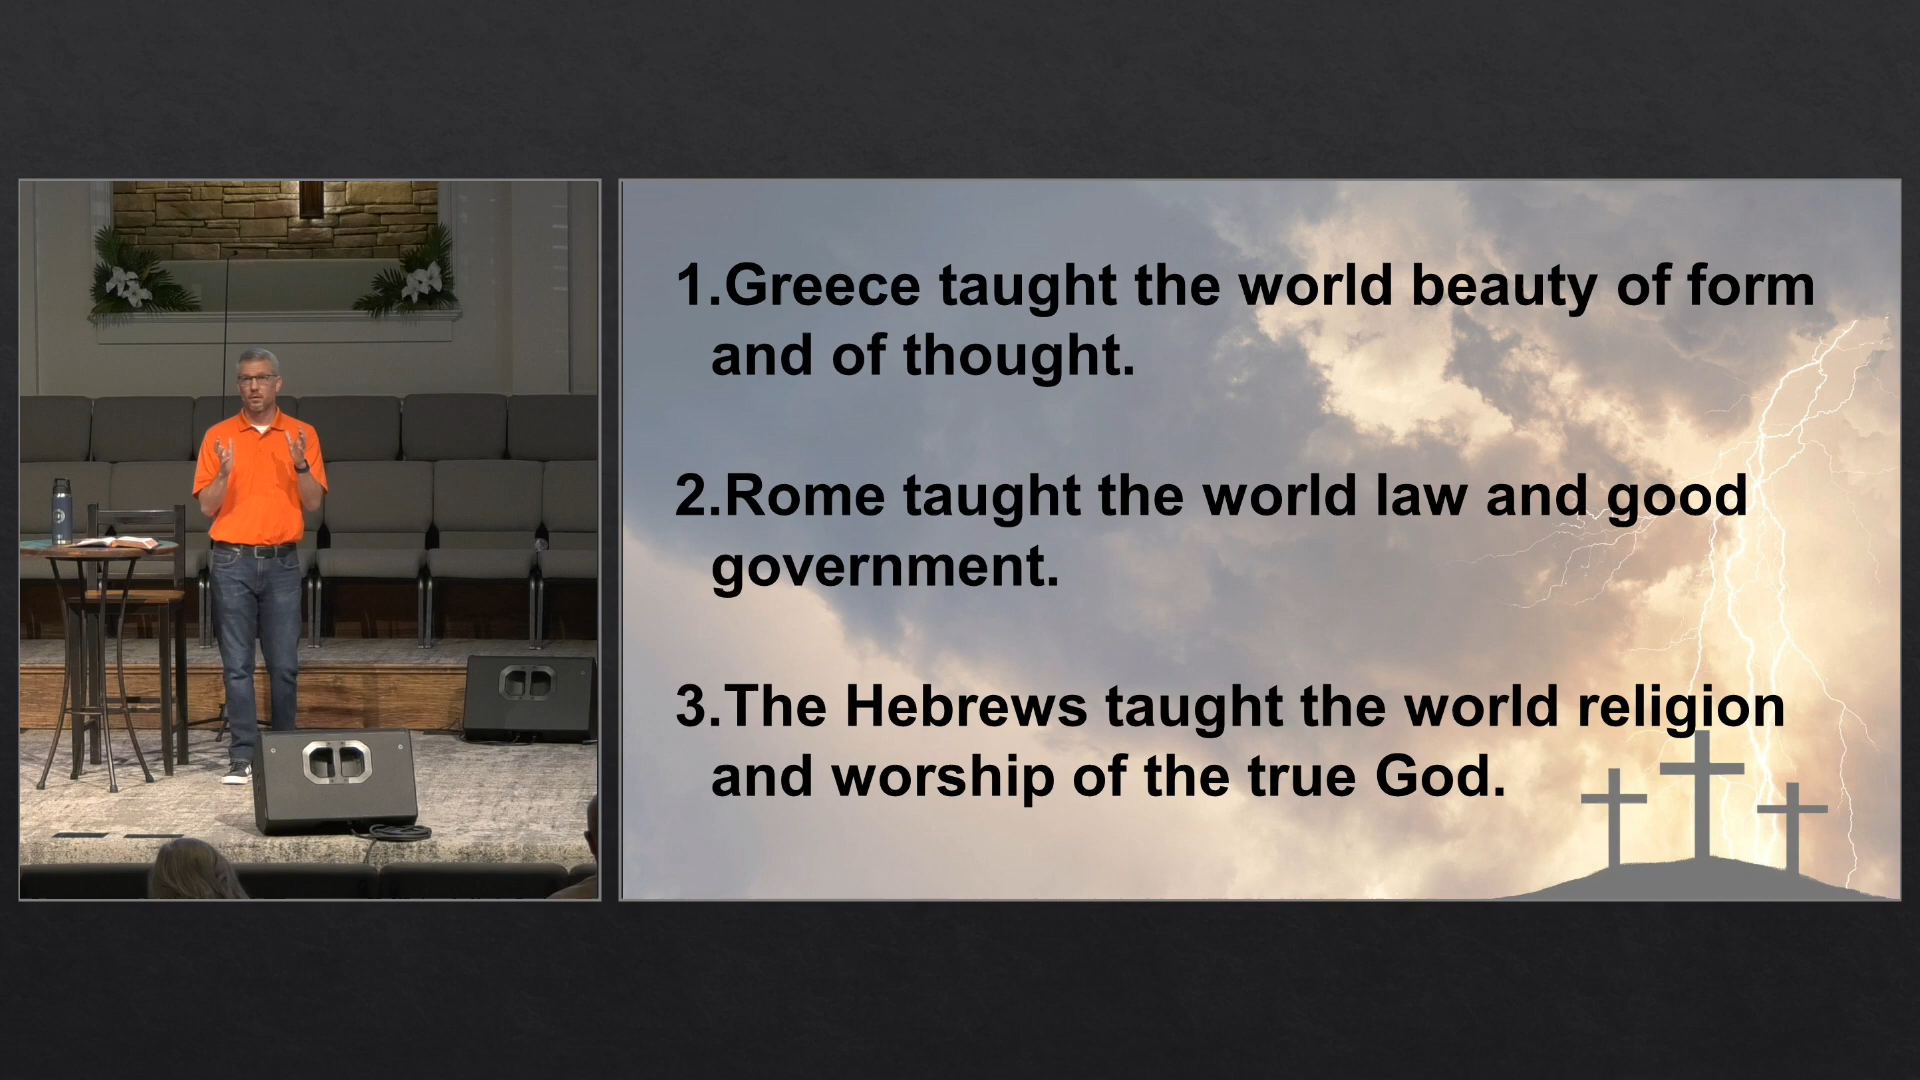 1.Greece taught the world beauty of form
and of thought.
2.Rome taught the world law and good
government.
3.The Hebrews taught the world religion
and worship of the true God.